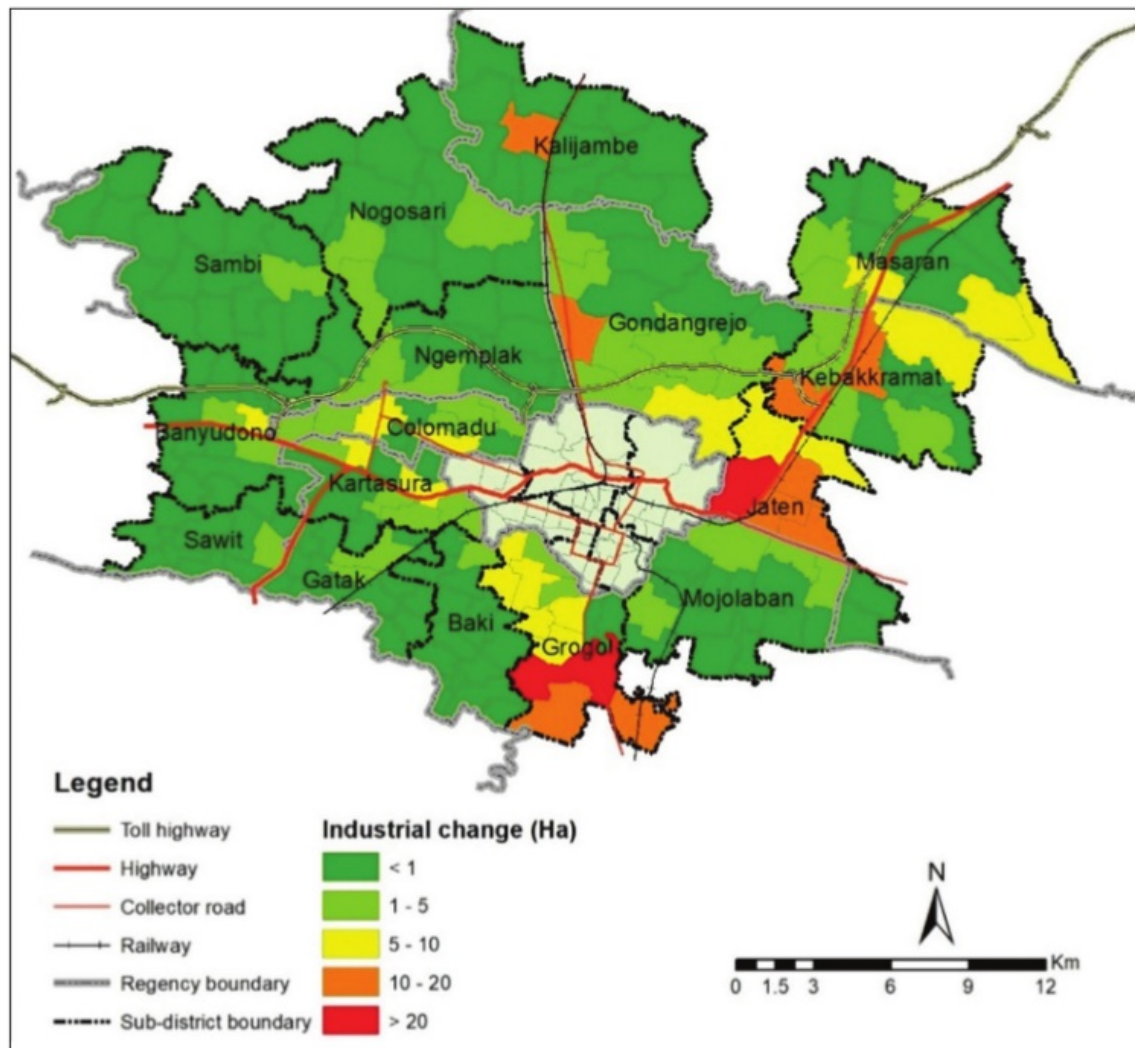 Kalijambe
Nogosari
Sambi
Masaran
Gondangrejo
Ngemplak
Kebakkramat
Banyudono
Colomadu
Kartasura
Jaten
Sawit
Gatak
Mojolaban
Baki
Grogol
Legend
Toll highway
Highway
Collector road
Railway
Regency boundary
Sub-district boundary
Industrial change (Ha)
< 1
1 - 5
5 - 10
10 - 20
> 20
N
Km
0 1.5 3 6 9 12